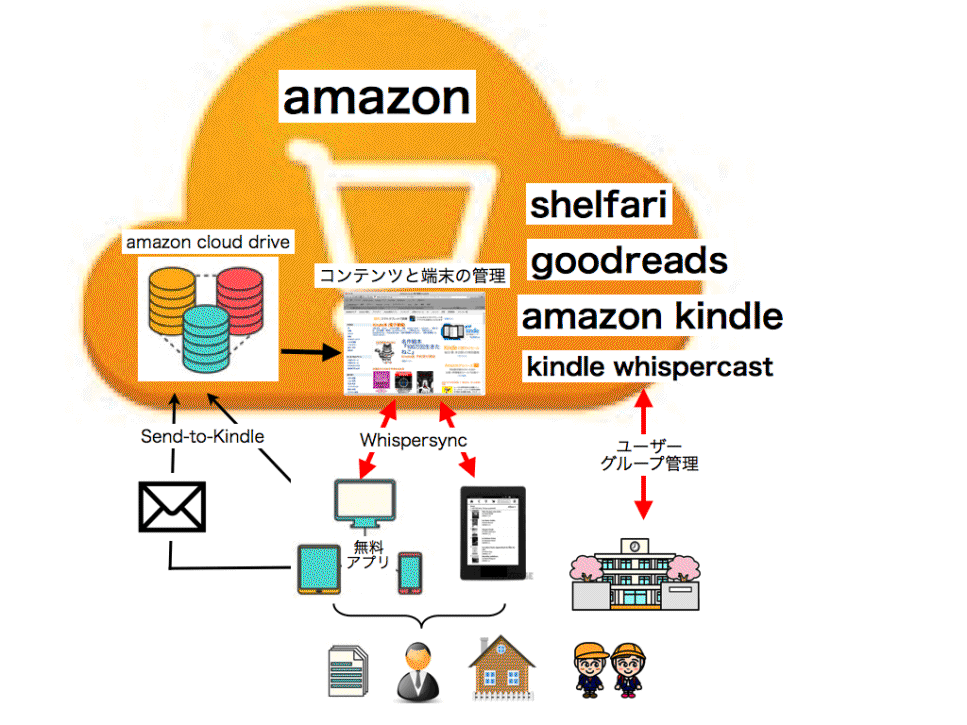 amazon
shelfari
goodreads
amazon kindle
kindle whispercast
amazon cloud drive
コンテンツと端末の管理
Send-to-Kindle
Whispersync
ユーザー
グループ管理
無料
アプリ